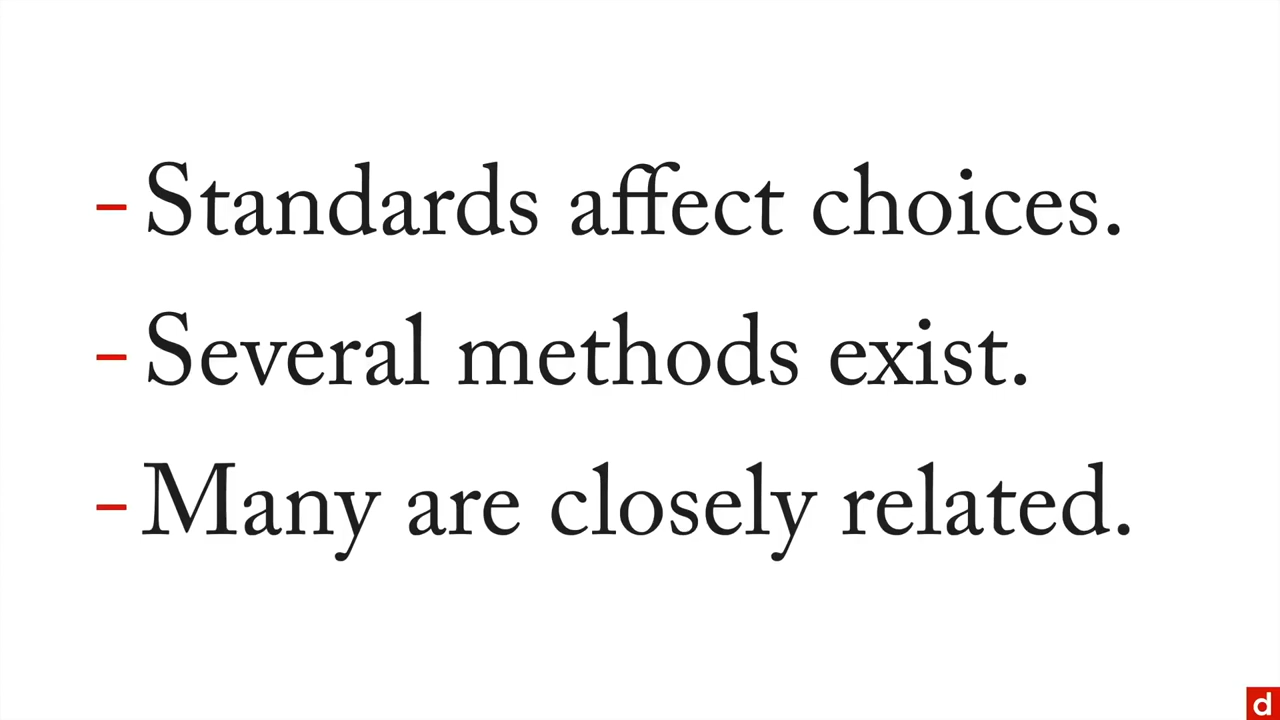 – Standards affect choices.
– Several methods exist.
– Many are closely related.
d